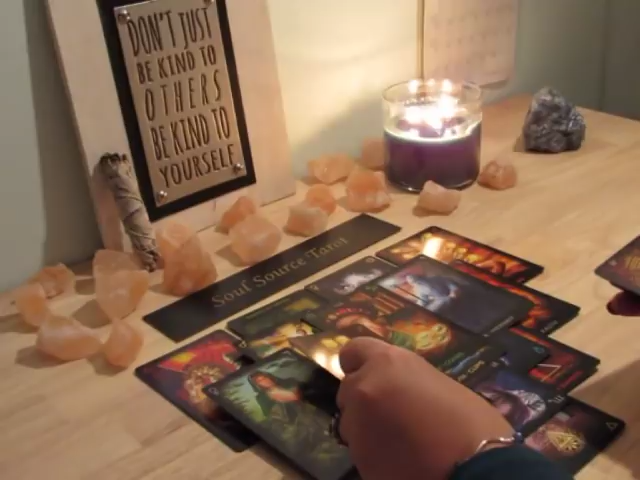 DON'T JUST
BE KIND TO
OTHERS
BE KIND TO
YOURSELF
Soul Source Tarot